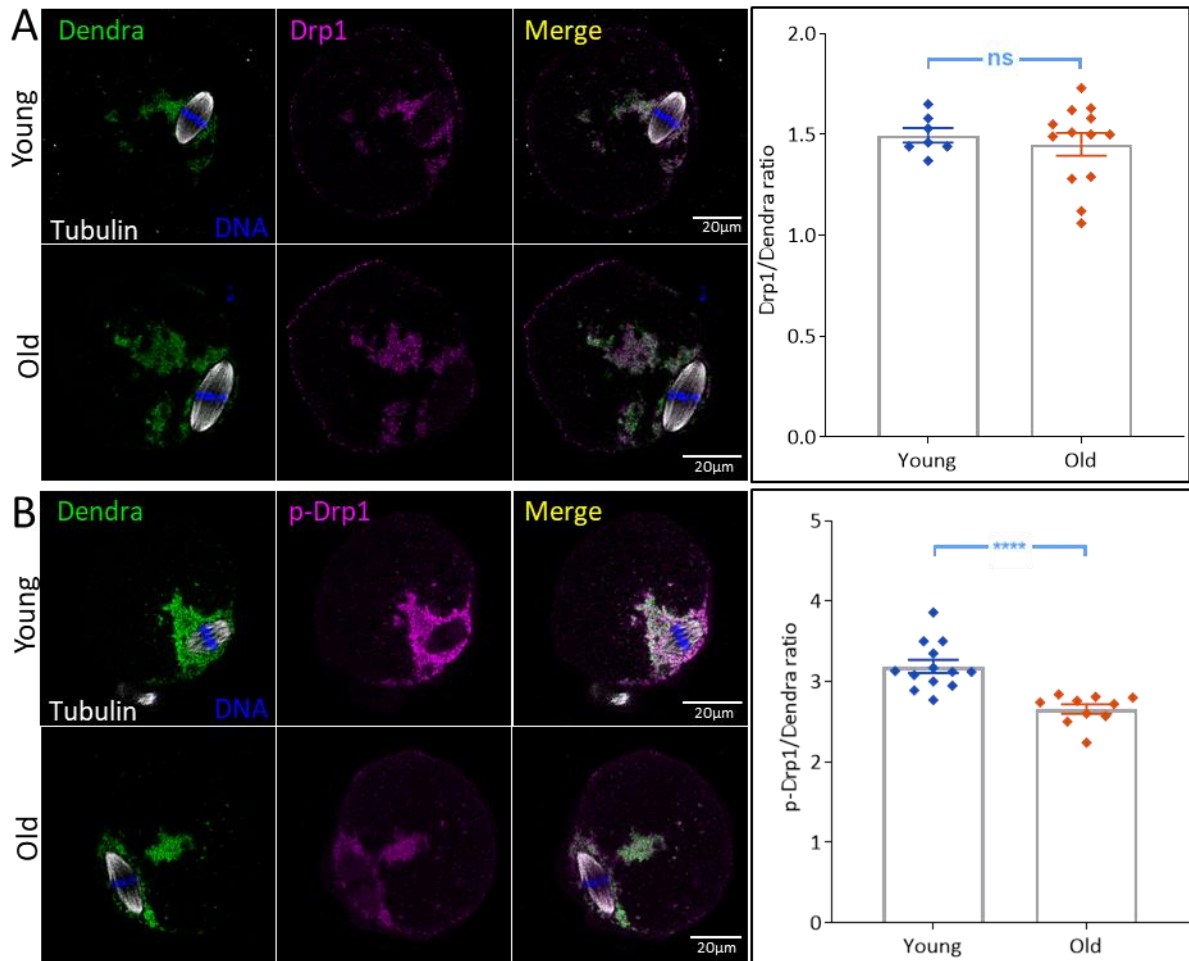 A
Dendra
Drp1
Merge
Young
Tubulin
DNA
20μm
Old
20μm
2.0
1.5
1.0
0.5
0.0
Drp1/Dendra ratio
ns
Young
Old
B
Dendra
p-Drp1
Merge
Young
Tubulin
DNA
20μm
Old
20μm
5
4
3
2
1
0
p-Drp1/Dendra ratio
****
Young
Old